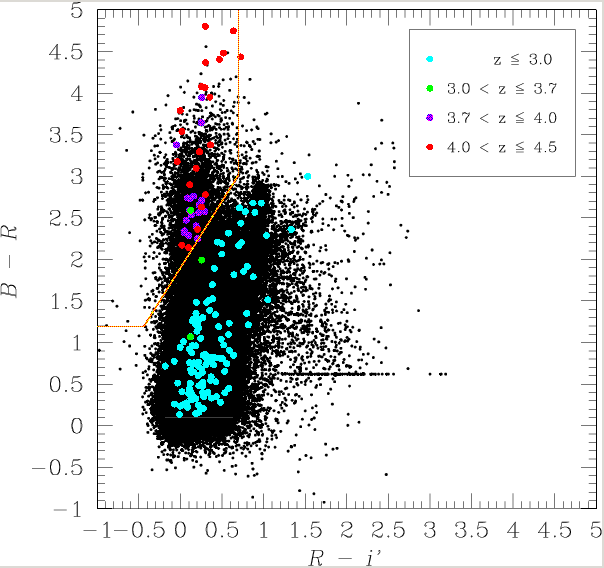 5
4.5
4
3.5
3
2.5
2
1.5
1
0.5
0
−0.5
−1
B − R
z ≦ 3.0
3.0 < z ≦ 3.7
3.7 < z ≦ 4.0
4.0 < z ≦ 4.5
−1 −0.5 0 0.5 1 1.5 2 2.5 3 3.5 4 4.5 5
R − i'